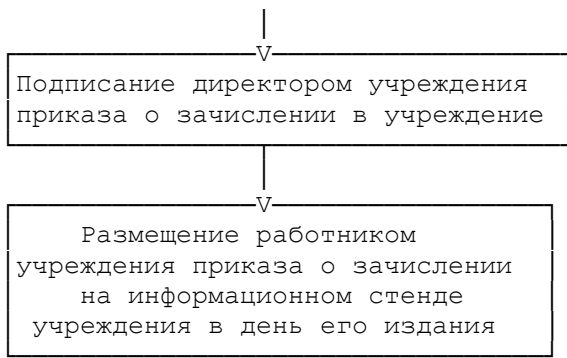 Подписание директором учреждения
приказа о зачислении в учреждение
Размещение работником
учреждения приказа о зачислении
на информационном стенде
учреждения в день его издания